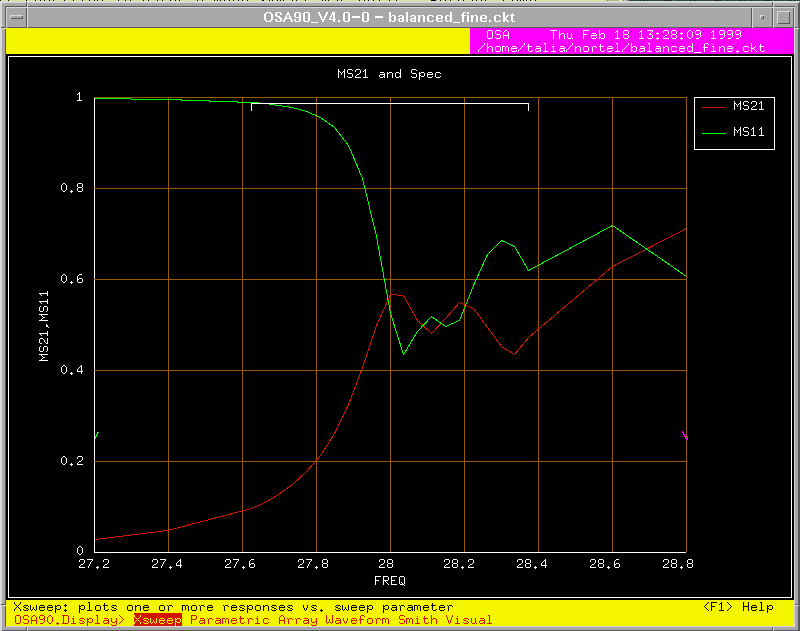 OSA90_V4.0-0 - balanced_fine.ckt
OSA Thu Feb 18 13:28:09 1999
/home/talia/nortel/balanced_fine.ckt
MS21 and Spec
MS21
MS11
1
0.8
0.6
0.4
0.2
0
MS21,MS11
27.2 27.4 27.6 27.8 28 28.2 28.4 28.6 28.8
FREQ
Xsweep: plots one or more responses vs. sweep parameter <F1> Help
OSA90.Display> Xsweep Parametric Array Waveform Smith Visual